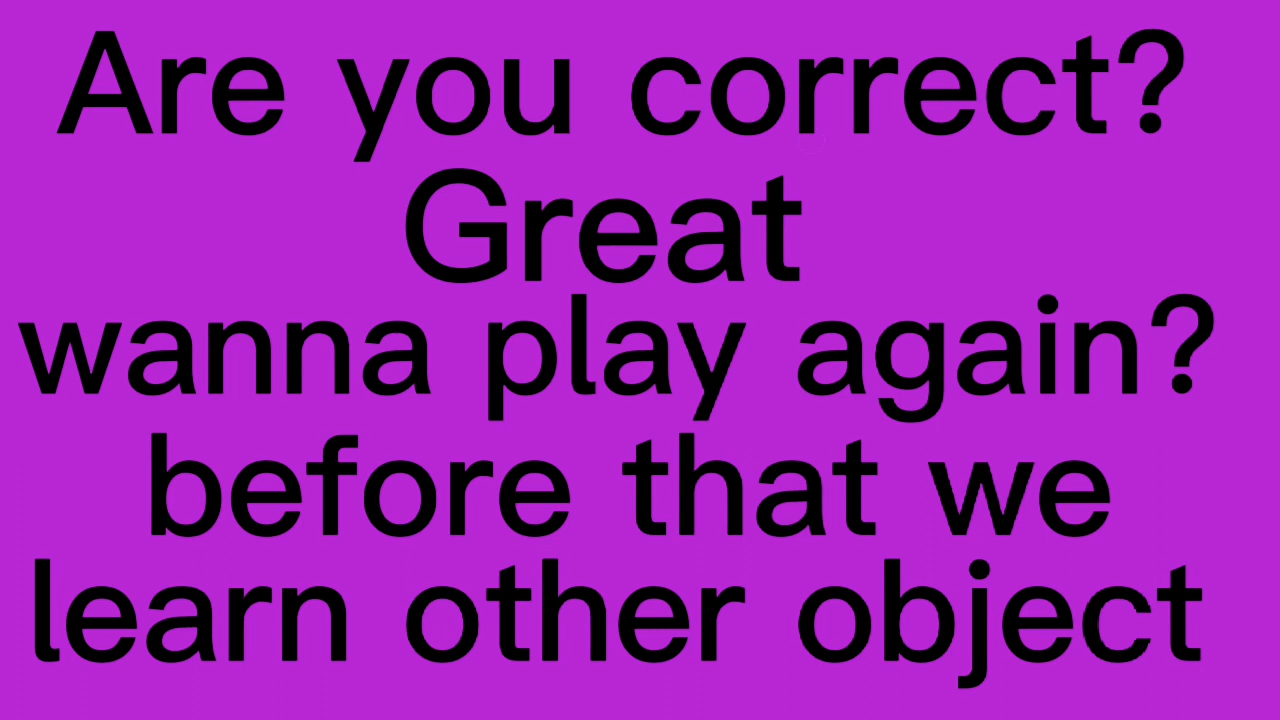 Are you correct?
Great
wanna play again?
before that we
learn other object